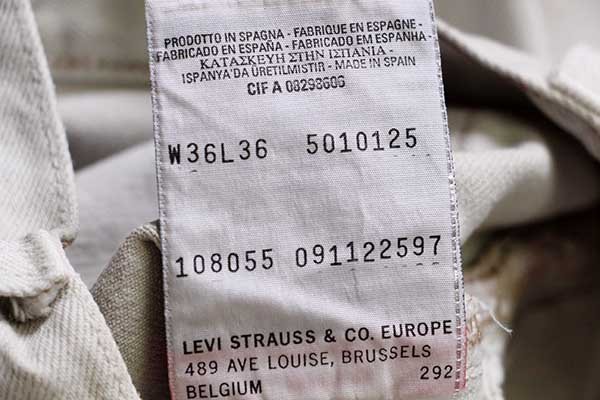 PRODOTTO IN SPAGNA - FABRIQUE EN ESPAGNE -
FABRICADO EN ESPAÑA - FABRICADO EM ESPANHA -
ΚΑΤΑΣΚΕΥΗ ΣΤΗΝ ΙΣΠΑΝΙΑ -
ISPANYA'DA ÜRETILMISTIR - MADE IN SPAIN
CIF A 08298606
W36L36 5010125
108055 091122597
LEVI STRAUSS & CO. EUROPE
489 AVE LOUISE, BRUSSELS
BELGIUM 292